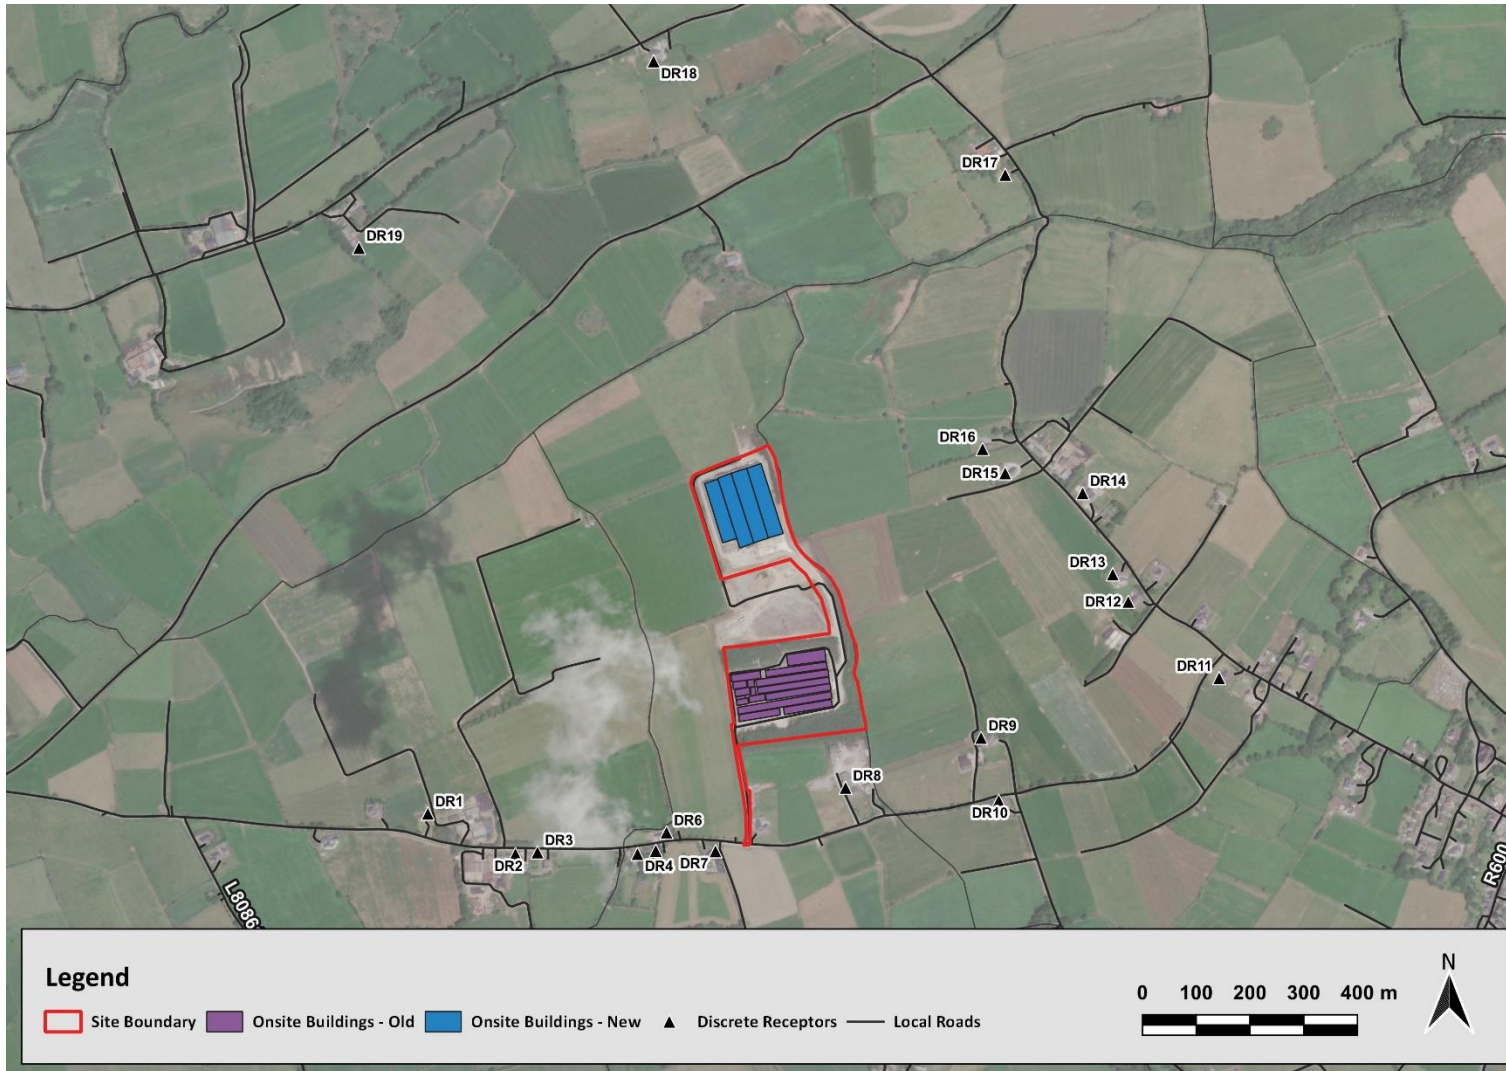 DR18
DR17
DR19
DR16
DR15
DR14
DR13
DR12
DR11
DR9
DR8
DR10
DR1
DR6
DR3
DR2
DR4
DR7
L8086
R600
Legend
Site Boundary
Onsite Buildings - Old
Onsite Buildings - New
Discrete Receptors
Local Roads
0 100 200 300 400 m
N